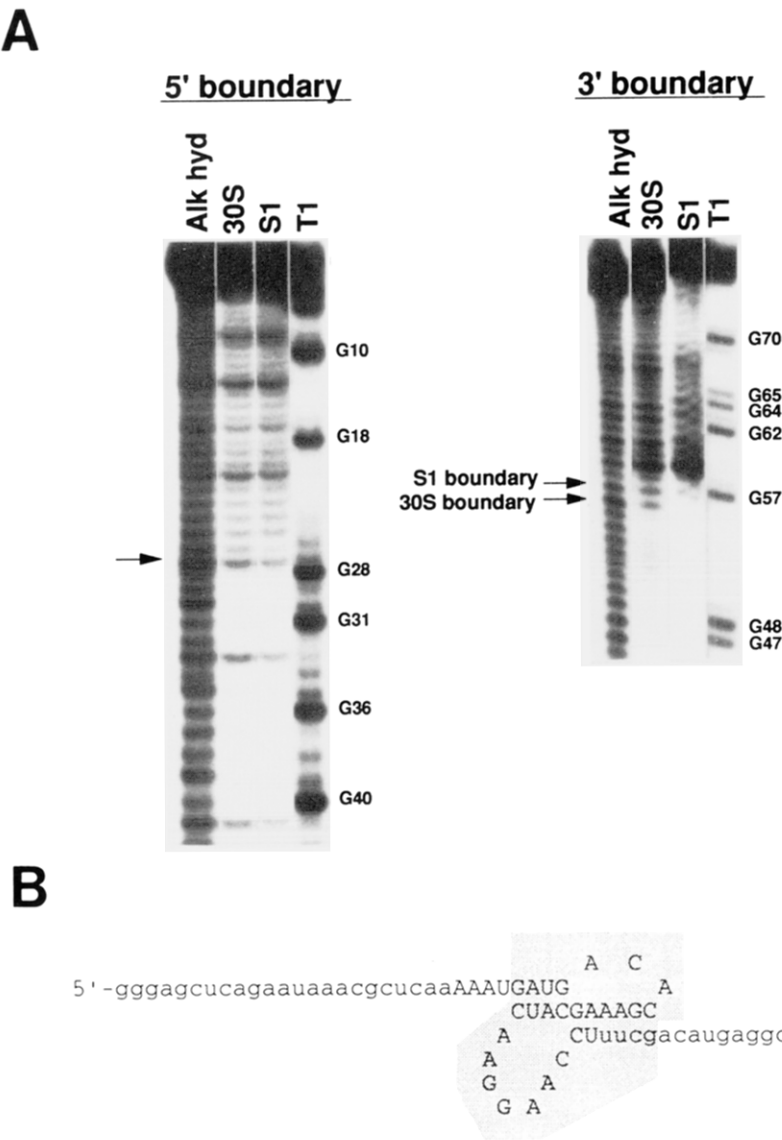 A
5' boundary
3' boundary
Alk hyd
30S
S1
T1
Alk hyd
30S
S1
T1
G10
G18
G28
G31
G36
G40
G70
G65
G64
G62
S1 boundary
30S boundary
G57
G48
G47
B
A C
5'-gggagcucagaauaaacgcucaaAAAUGAUG A
CUACGAAAGC
A CUuucgacaugaggc
A C
G A
G A